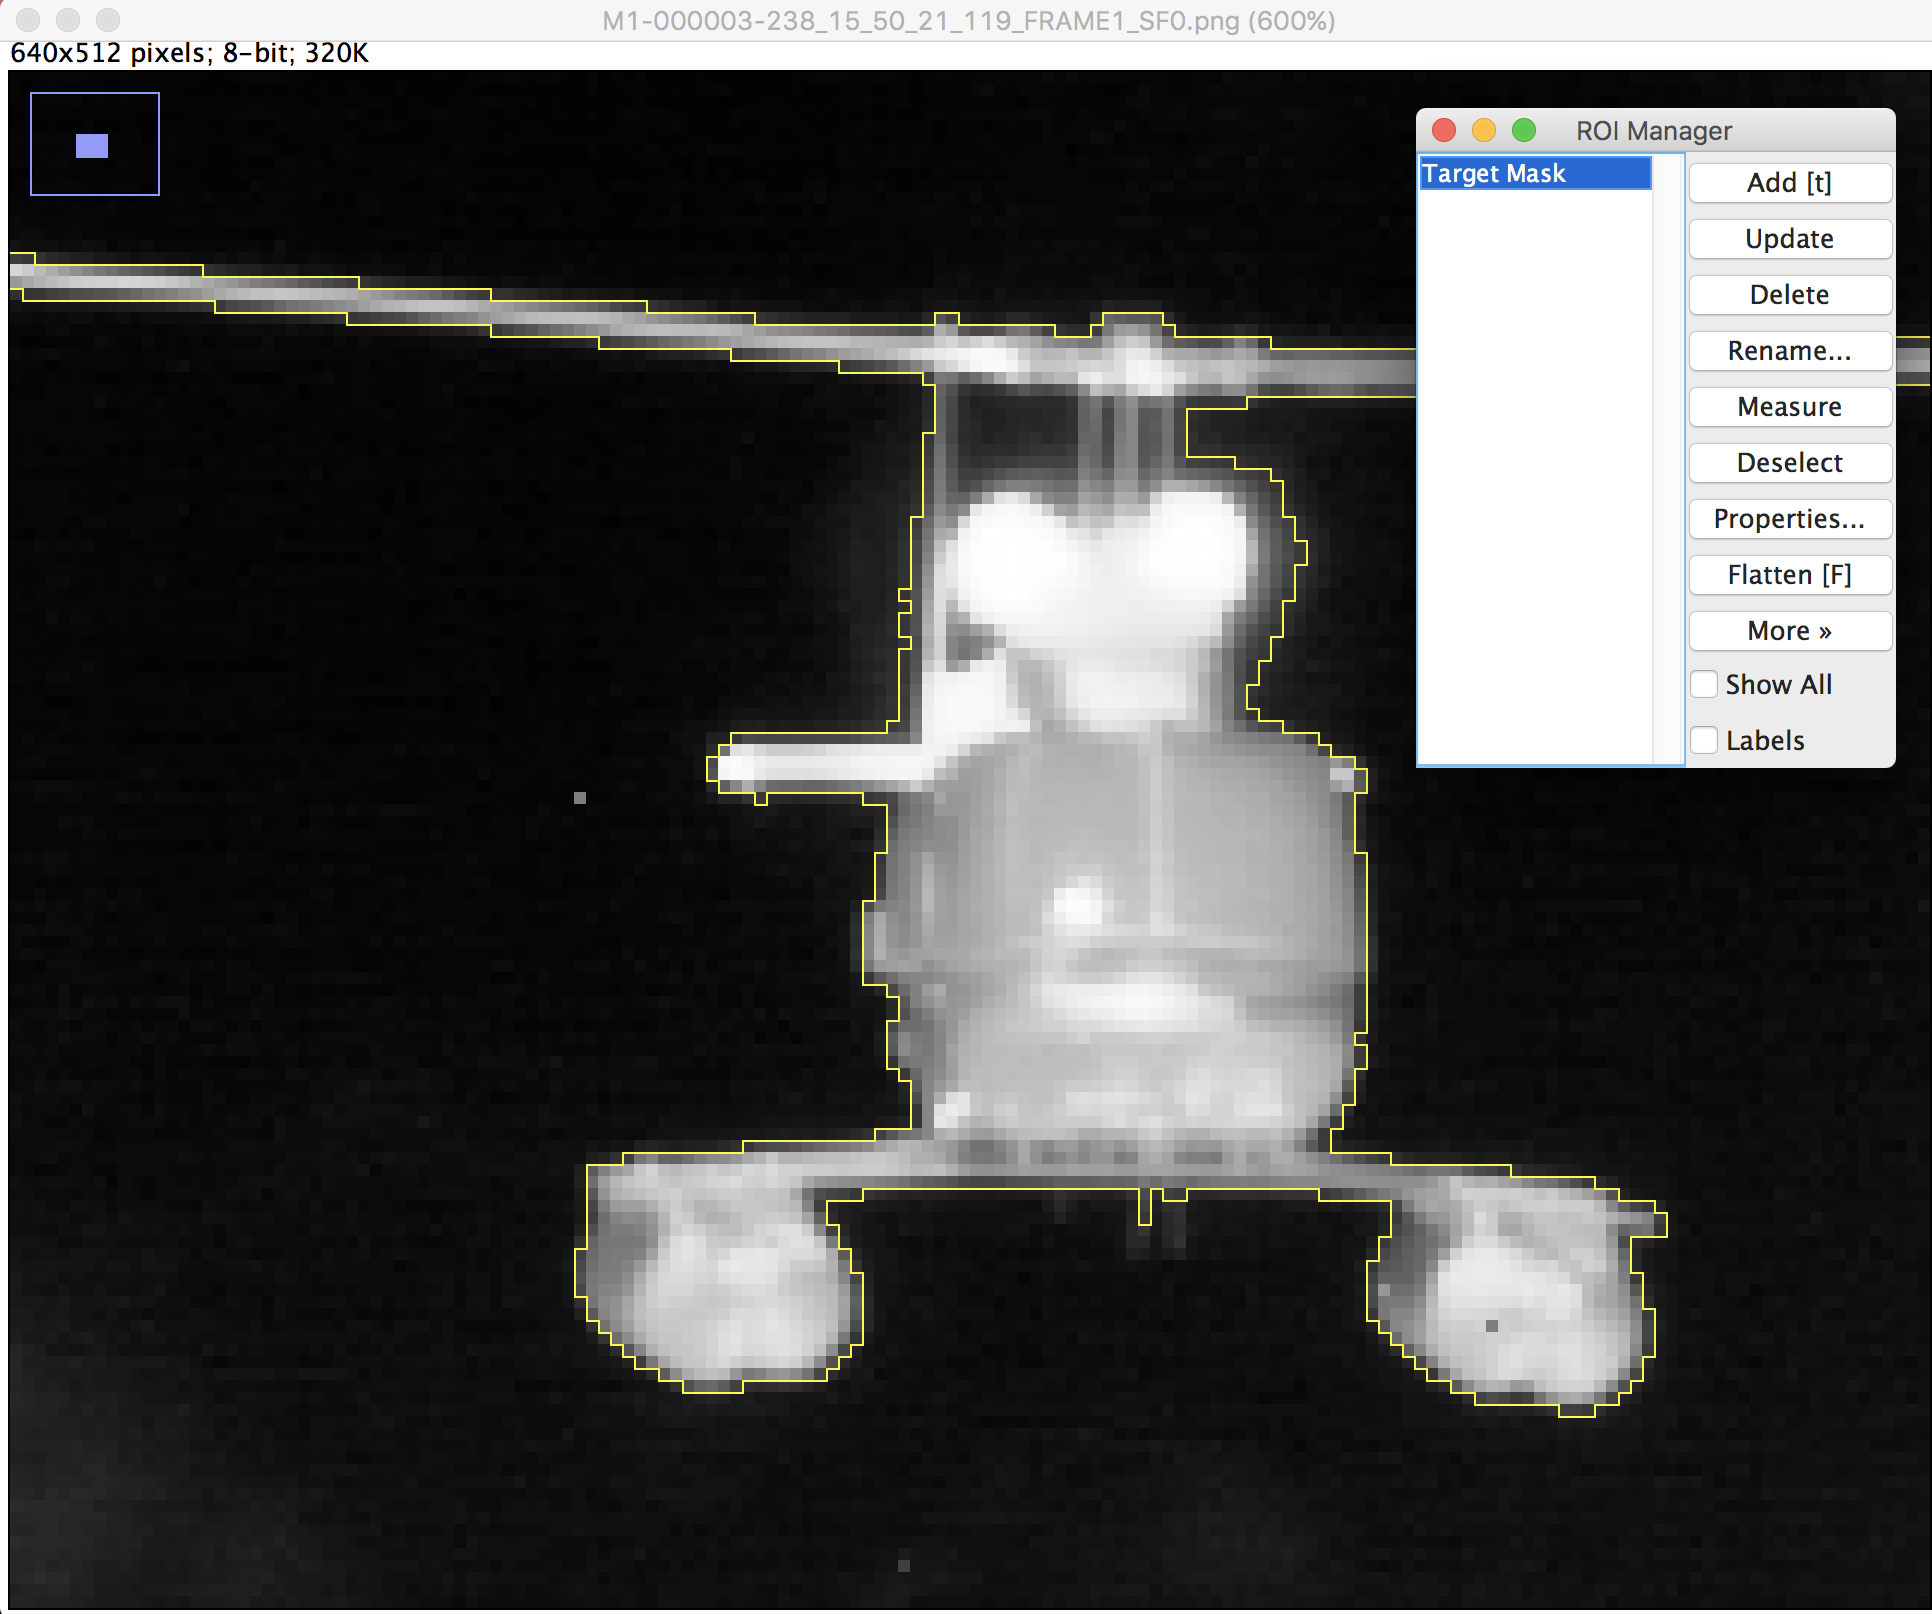 M1-000003-238_15_50_21_119_FRAME1_SF0.png (600%)
640x512 pixels; 8-bit; 320K
ROI Manager
Target Mask
Add [t]
Update
Delete
Rename...
Measure
Deselect
Properties...
Flatten [F]
More »
Show All
Labels